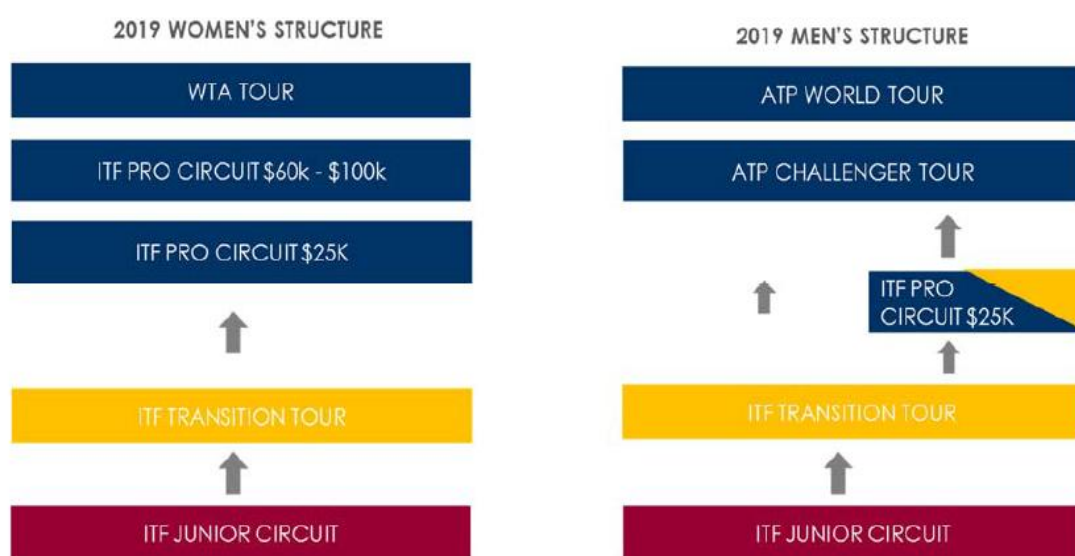 2019 WOMEN'S STRUCTURE
WTA TOUR
ITF PRO CIRCUIT $60k - $100k
ITF PRO CIRCUIT $25K
ITF TRANSITION TOUR
ITF JUNIOR CIRCUIT
2019 MEN'S STRUCTURE
ATP WORLD TOUR
ATP CHALLENGER TOUR
ITF PRO
CIRCUIT $25K
ITF TRANSITION TOUR
ITF JUNIOR CIRCUIT